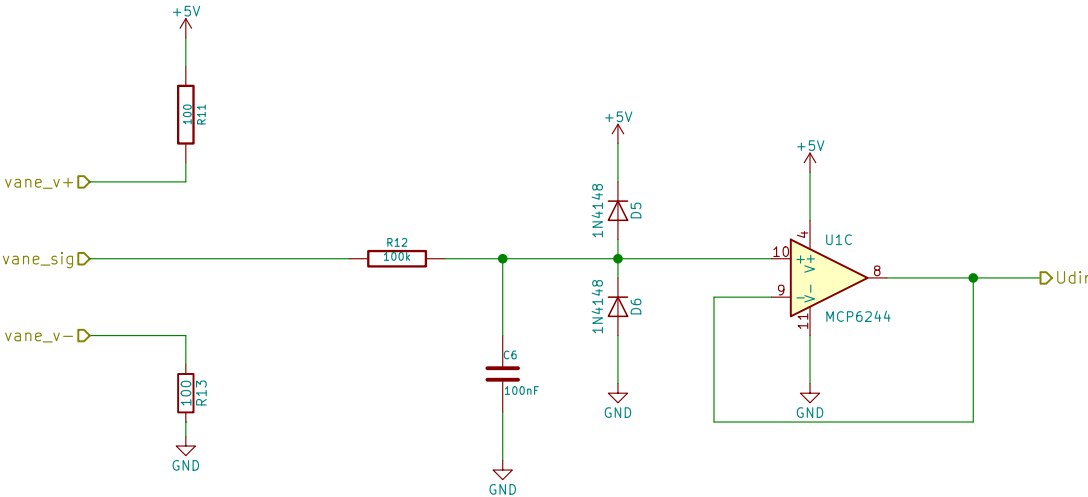 +5V
100
R11
vane_v+
+5V
1N4148
D5
+5V
R12
100k
vane_sig
10
4
U1C
+
V+
8
Udir
9
-
V-
1N4148
D6
11
MCP6244
vane_v-
C6
100nF
100
R13
GND
GND
GND
GND